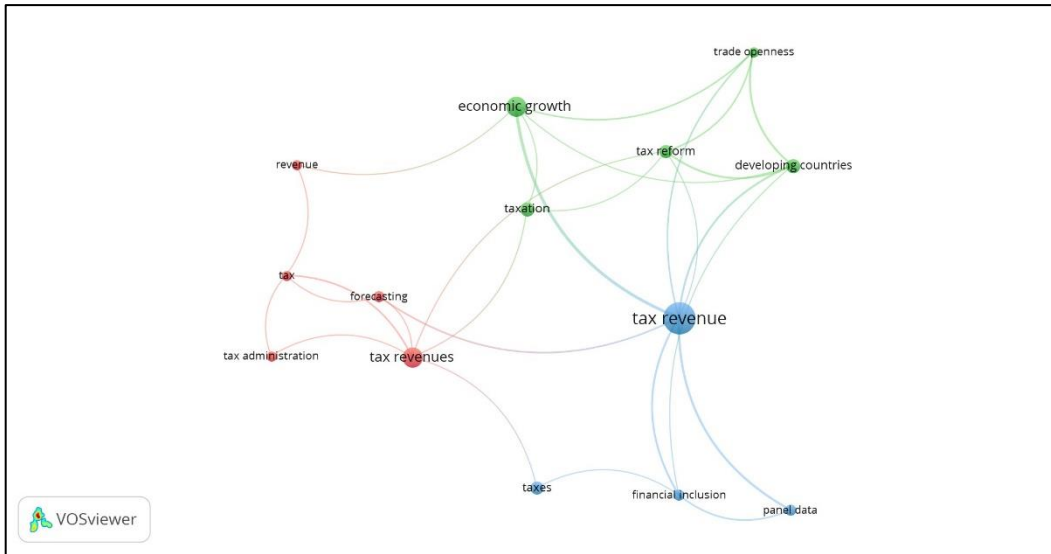 trade openness
economic growth
tax reform
revenue
developing countries
taxation
tax
forecasting
tax revenue
tax administration
tax revenues
taxes
financial inclusion
panel data
VOSviewer